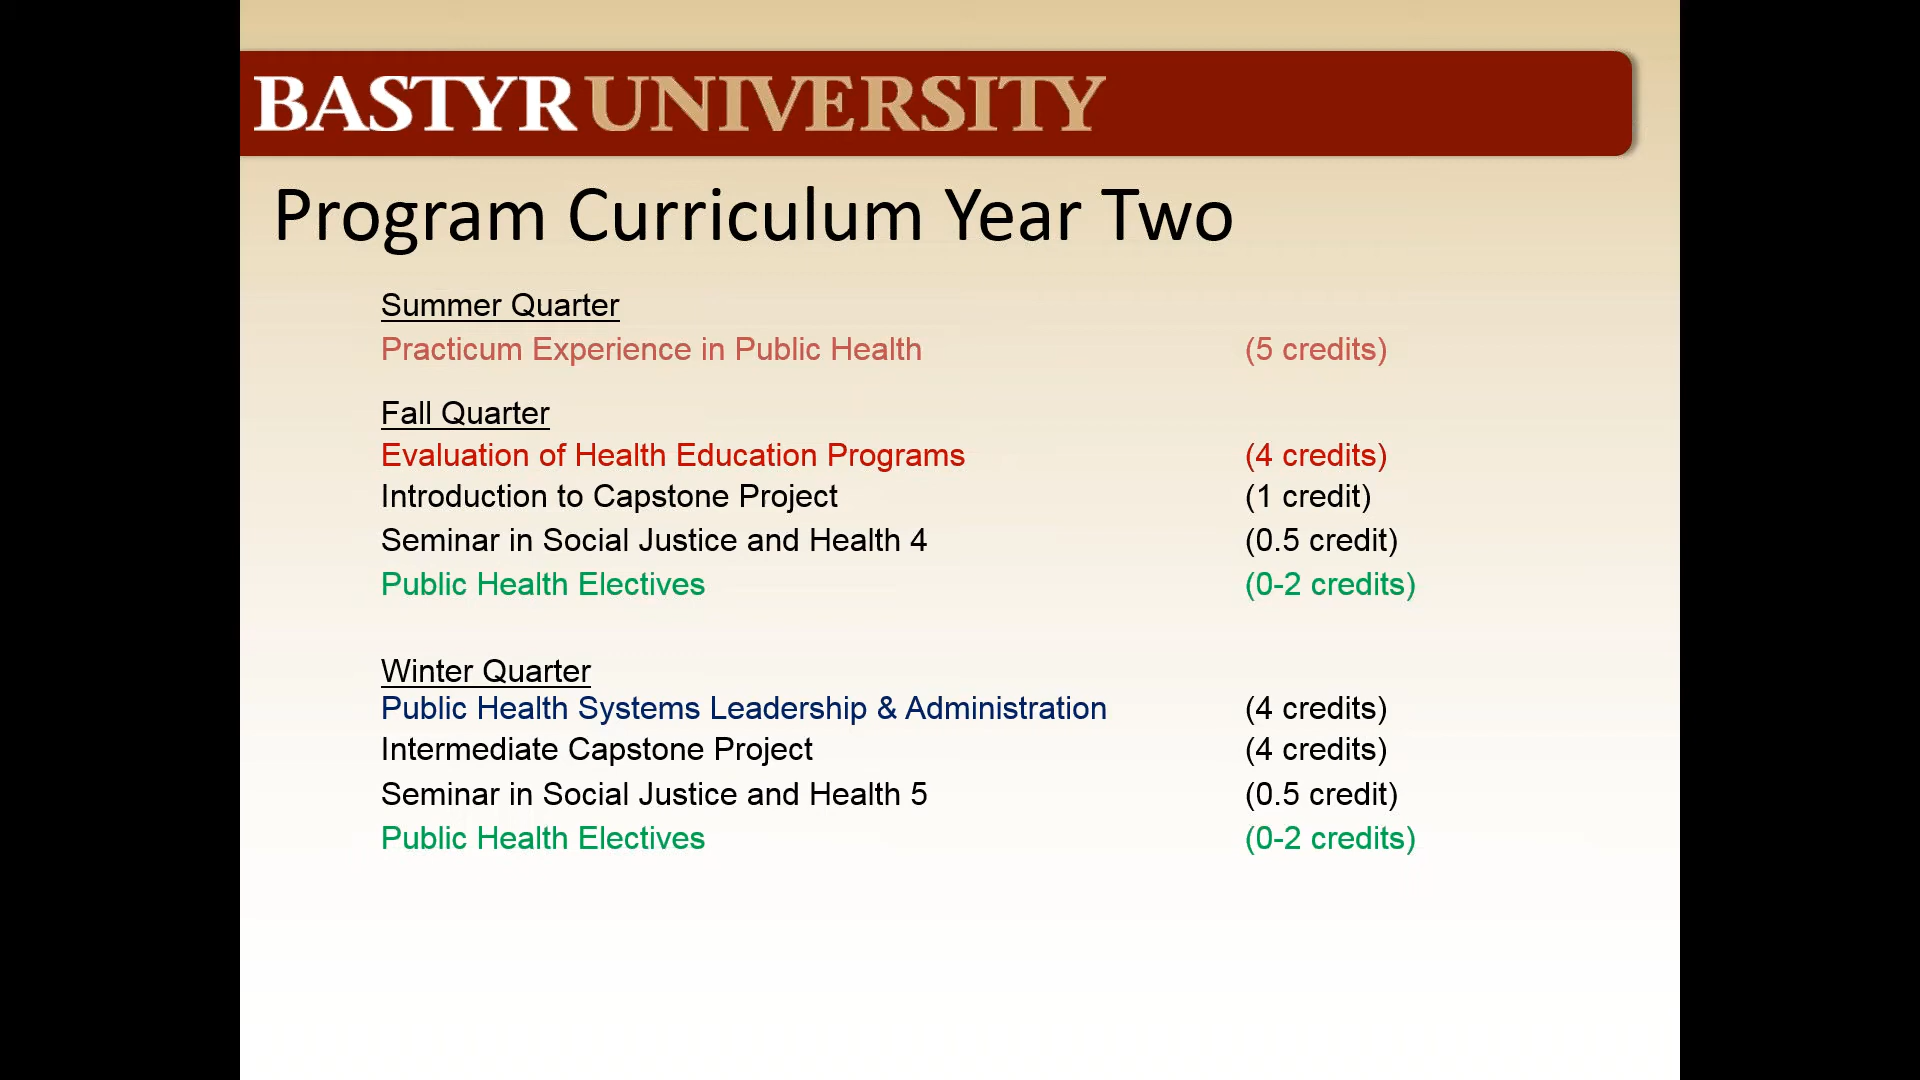 BASTYR UNIVERSITY
Program Curriculum Year Two
Summer Quarter
Practicum Experience in Public Health (5 credits)
Fall Quarter
Evaluation of Health Education Programs (4 credits)
Introduction to Capstone Project (1 credit)
Seminar in Social Justice and Health 4 (0.5 credit)
Public Health Electives (0-2 credits)
Winter Quarter
Public Health Systems Leadership & Administration (4 credits)
Intermediate Capstone Project (4 credits)
Seminar in Social Justice and Health 5 (0.5 credit)
Public Health Electives (0-2 credits)